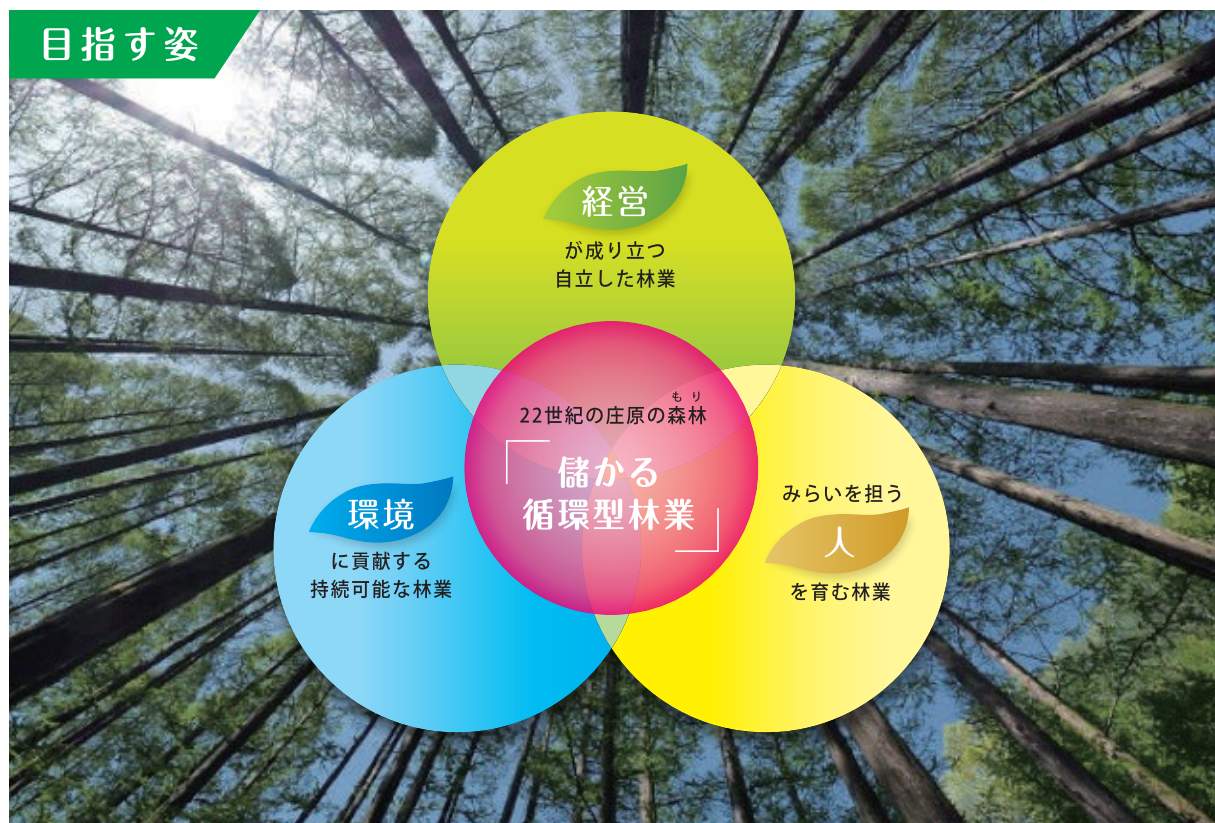 目指す姿
経営
が成り立つ
自立した林業
もり
22世紀の庄原の森林
「儲かる
循環型林業」
環境
に貢献する
持続可能な林業
みらいを担う
人
を育む林業